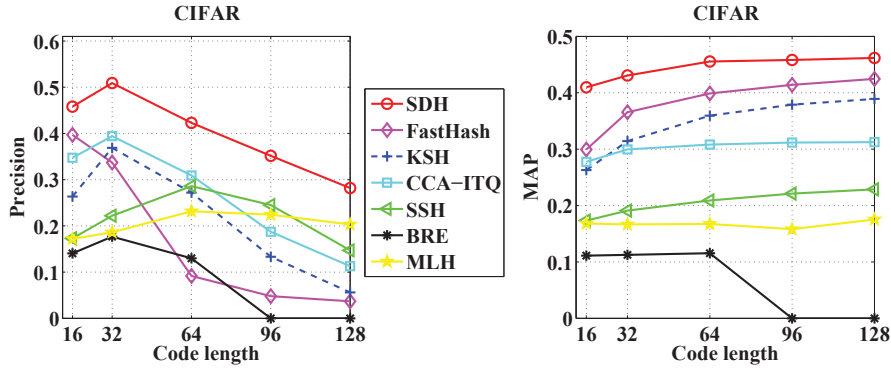 CIFAR
0.6
0.5
0.4
0.3
0.2
0.1
0
Precision
16 32 64 96 128
Code length
SDH
FastHash
KSH
CCA-ITQ
SSH
BRE
MLH
CIFAR
0.5
0.4
0.3
0.2
0.1
0
MAP
16 32 64 96 128
Code length